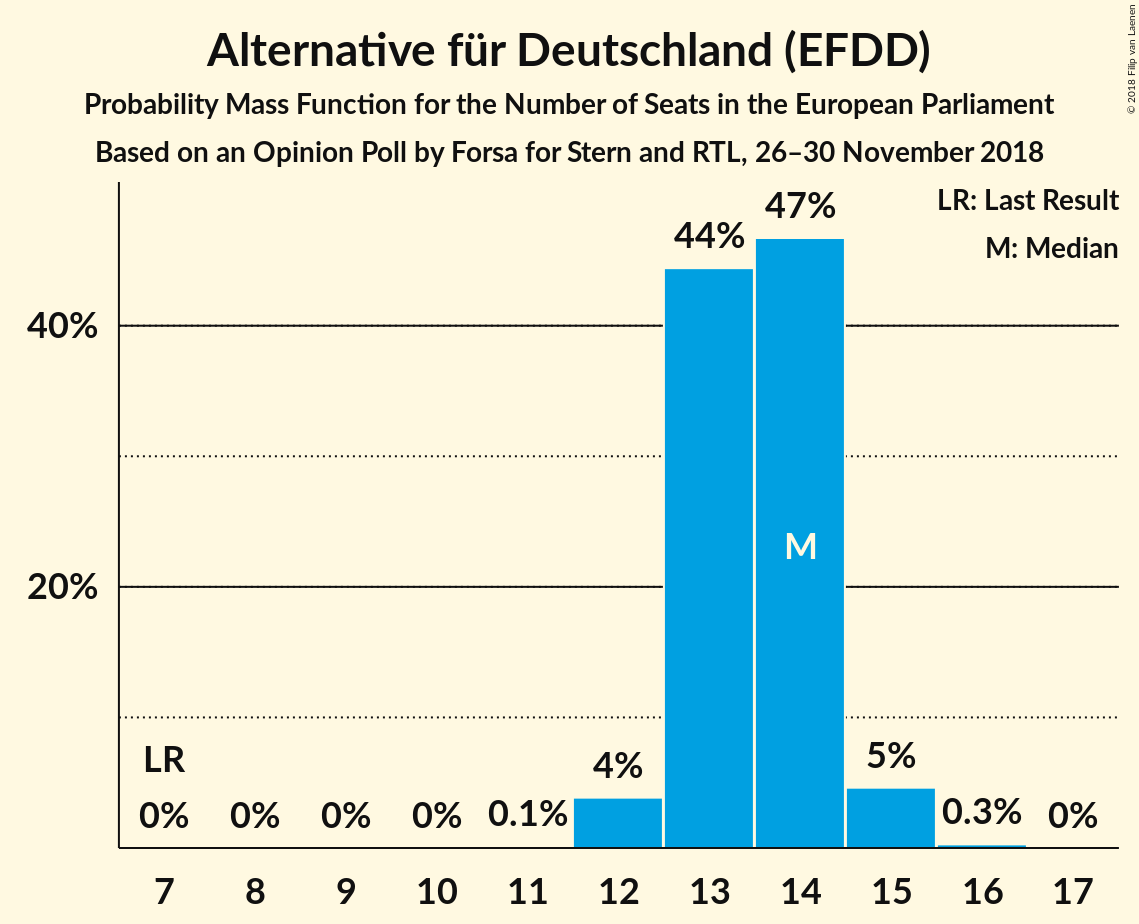 Alternative für Deutschland (EFDD)
Probability Mass Function for the Number of Seats in the European Parliament
Based on an Opinion Poll by Forsa for Stern and RTL, 26–30 November 2018
© 2018 Filip van Laenen
LR: Last Result
M: Median
40%
20%
LR
0%
0%
0%
0%
0.1%
4%
44%
47%
M
5%
0.3%
0%
7 8 9 10 11 12 13 14 15 16 17